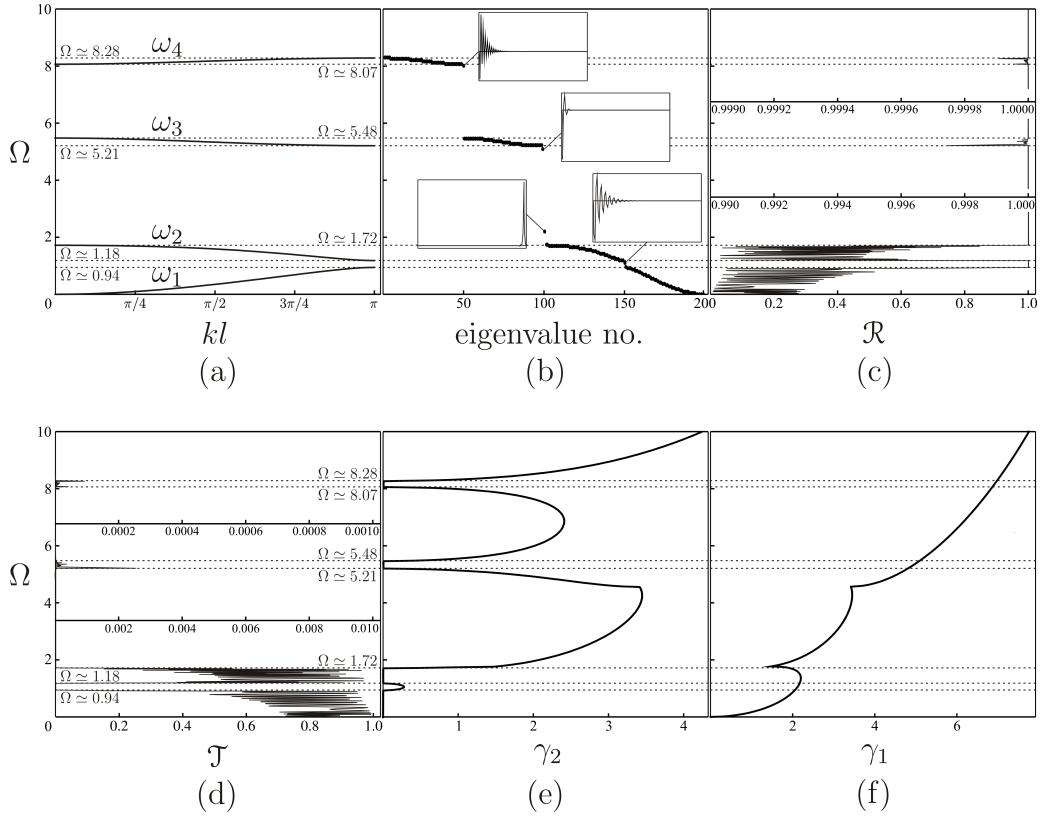 10
8
6
4
2
0
Ω
Ω ≃ 8.28
ω₄
Ω ≃ 8.07
ω₃
Ω ≃ 5.48
Ω ≃ 5.21
ω₂
Ω ≃ 1.72
Ω ≃ 1.18
Ω ≃ 0.94
ω₁
π/4
π/2
3π/4
π
kl
(a)
50
100
150
200
eigenvalue no.
(b)
0.9990
0.9992
0.9994
0.9996
0.9998
1.0000
0.990
0.992
0.994
0.996
0.998
1.000
0.2
0.4
0.6
0.8
1.0
ℛ
(c)
10
8
6
4
2
0
Ω
Ω ≃ 8.28
Ω ≃ 8.07
0.0002
0.0004
0.0006
0.0008
0.0010
Ω ≃ 5.48
Ω ≃ 5.21
0.002
0.004
0.006
0.008
0.010
Ω ≃ 1.72
Ω ≃ 1.18
Ω ≃ 0.94
0.2
0.4
0.6
0.8
1.0
𝒯
(d)
1
2
3
4
γ₂
(e)
2
4
6
γ₁
(f)